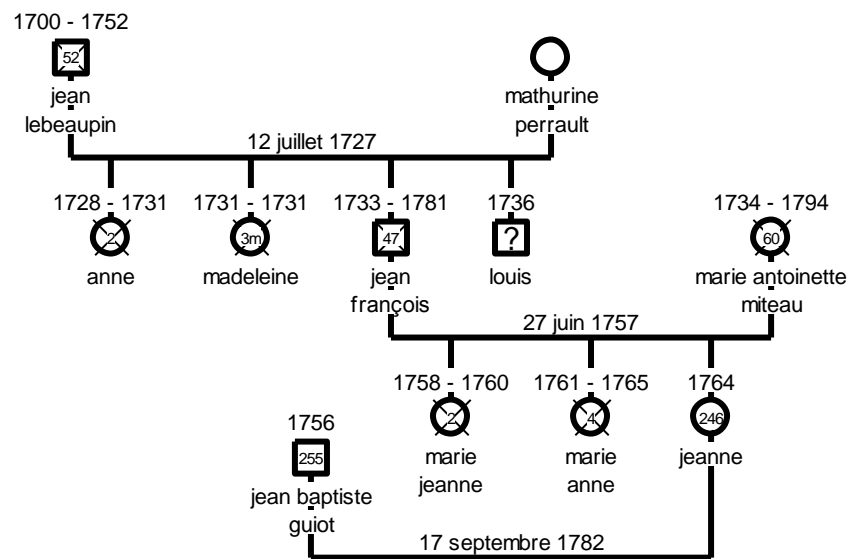 1700 - 1752
52
jean
lebeaupin
mathurine
perrault
12 juillet 1727
1728 - 1731
1731 - 1731
1733 - 1781
1736
1734 - 1794
2
3m
47
?
60
anne
madeleine
jean
françois
louis
marie antoinette
miteau
27 juin 1757
1758 - 1760
1761 - 1765
1764
2
4
246
marie
jeanne
marie
anne
jeanne
1756
255
jean baptiste
guiot
17 septembre 1782